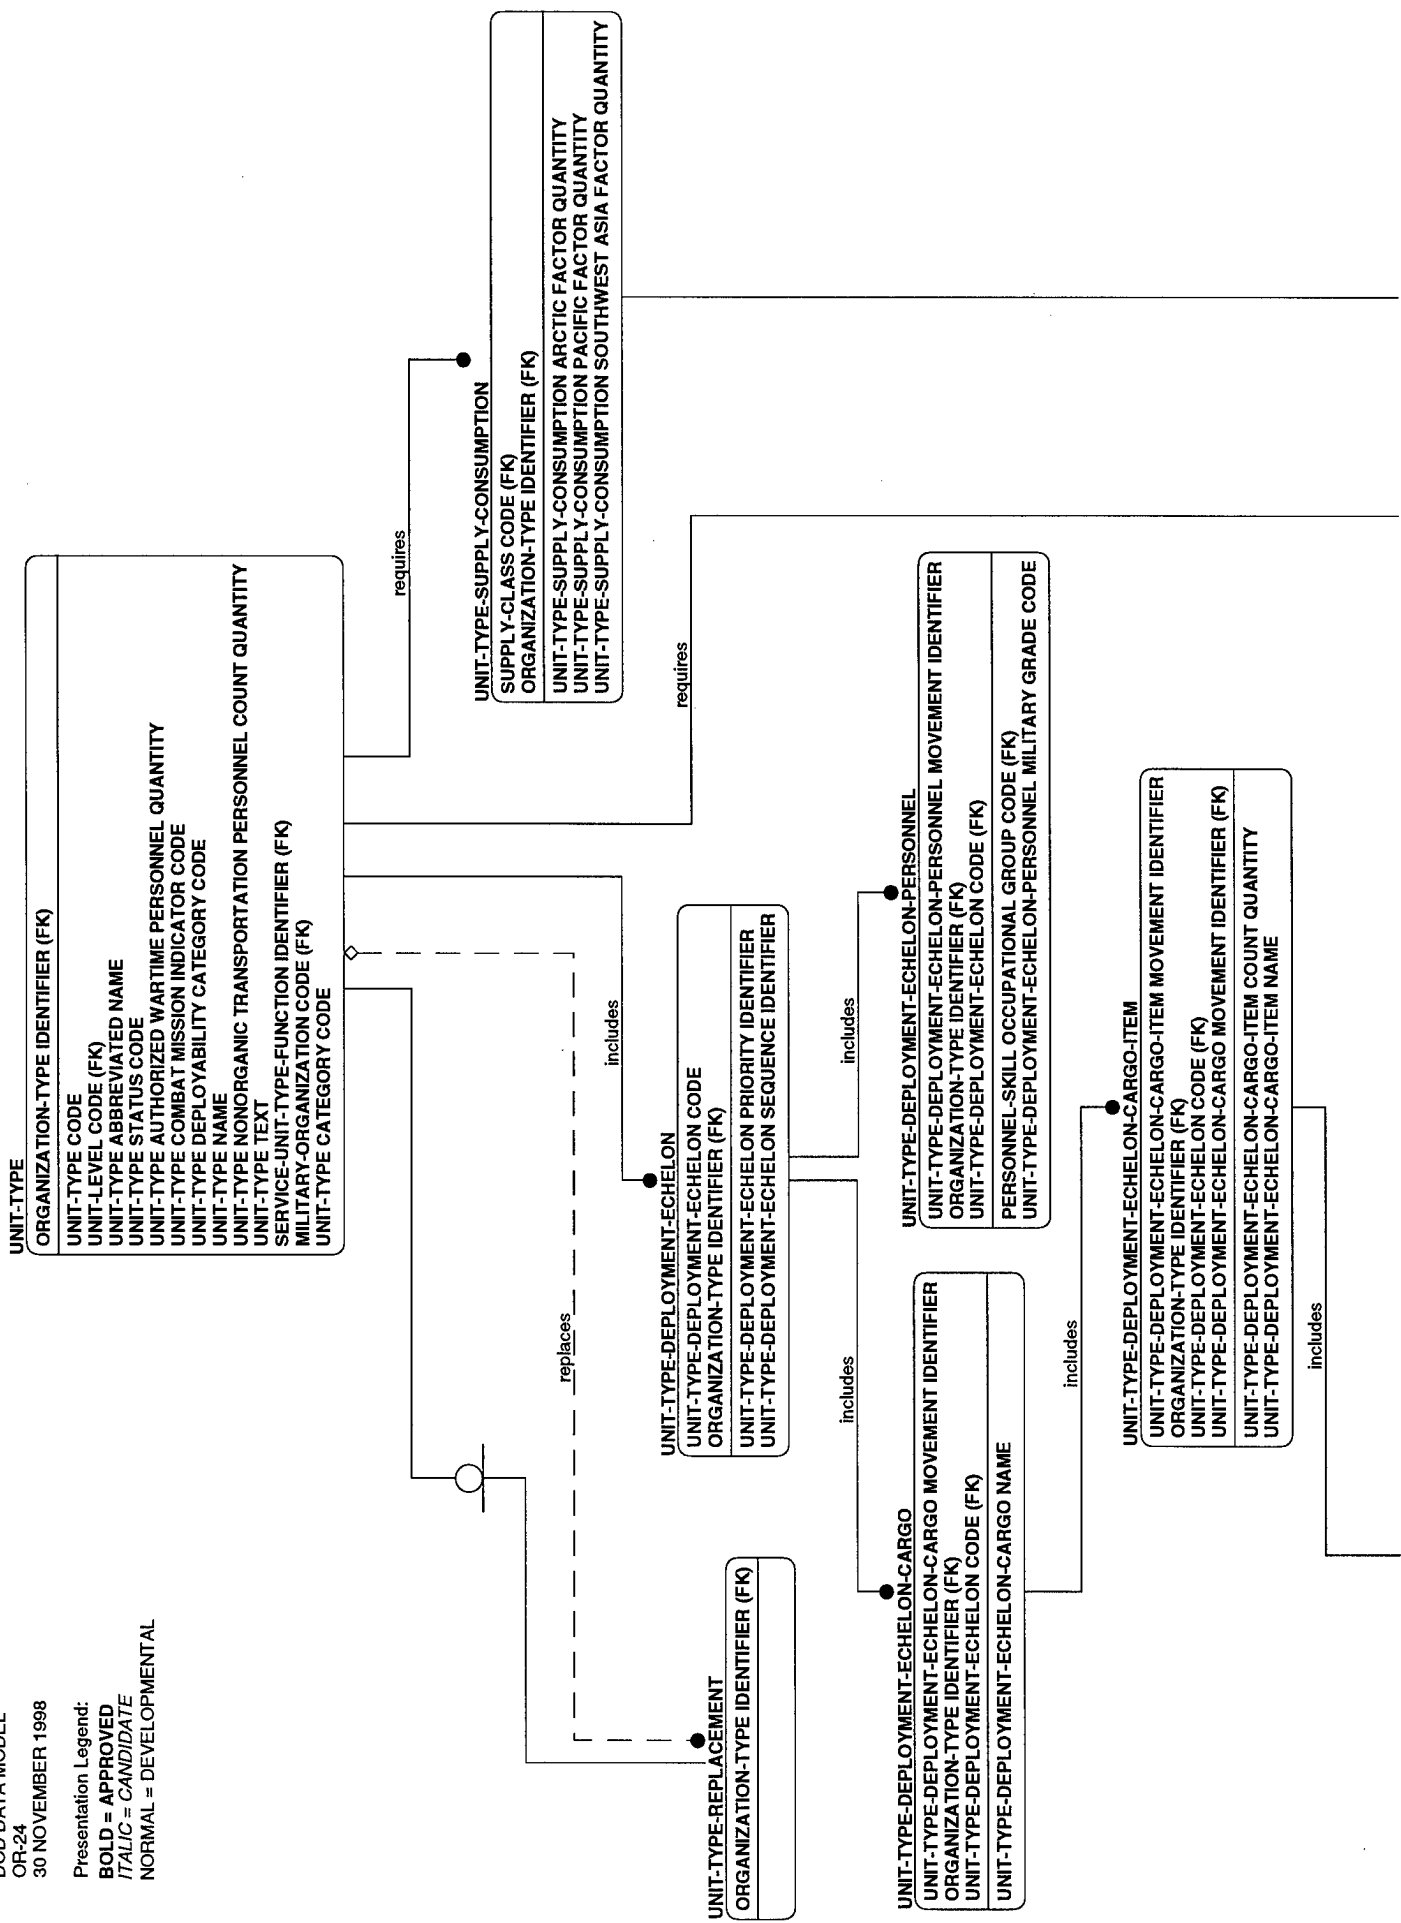 DOD DATA MODEL
OR-24
30 NOVEMBER 1998
Presentation Legend:
BOLD = APPROVED
ITALIC = CANDIDATE
NORMAL = DEVELOPMENTAL
UNIT-TYPE
ORGANIZATION-TYPE IDENTIFIER (FK)
UNIT-TYPE CODE
UNIT-LEVEL CODE (FK)
UNIT-TYPE ABBREVIATED NAME
UNIT-TYPE STATUS CODE
UNIT-TYPE AUTHORIZED WARTIME PERSONNEL QUANTITY
UNIT-TYPE COMBAT MISSION INDICATOR CODE
UNIT-TYPE DEPLOYABILITY CATEGORY CODE
UNIT-TYPE NAME
UNIT-TYPE NONORGANIC TRANSPORTATION PERSONNEL COUNT QUANTITY
UNIT-TYPE TEXT
SERVICE-UNIT-TYPE-FUNCTION IDENTIFIER (FK)
MILITARY-ORGANIZATION CODE (FK)
UNIT-TYPE CATEGORY CODE
requires
UNIT-TYPE-SUPPLY-CONSUMPTION
SUPPLY-CLASS CODE (FK)
ORGANIZATION-TYPE IDENTIFIER (FK)
UNIT-TYPE-SUPPLY-CONSUMPTION ARCTIC FACTOR QUANTITY
UNIT-TYPE-SUPPLY-CONSUMPTION PACIFIC FACTOR QUANTITY
UNIT-TYPE-SUPPLY-CONSUMPTION SOUTHWEST ASIA FACTOR QUANTITY
replaces
includes
requires
UNIT-TYPE-REPLACEMENT
ORGANIZATION-TYPE IDENTIFIER (FK)
UNIT-TYPE-DEPLOYMENT-ECHELON
UNIT-TYPE-DEPLOYMENT-ECHELON CODE
ORGANIZATION-TYPE IDENTIFIER (FK)
UNIT-TYPE-DEPLOYMENT-ECHELON PRIORITY IDENTIFIER
UNIT-TYPE-DEPLOYMENT-ECHELON SEQUENCE IDENTIFIER
includes
includes
UNIT-TYPE-DEPLOYMENT-ECHELON-CARGO
UNIT-TYPE-DEPLOYMENT-ECHELON-CARGO MOVEMENT IDENTIFIER
ORGANIZATION-TYPE IDENTIFIER (FK)
UNIT-TYPE-DEPLOYMENT-ECHELON CODE (FK)
UNIT-TYPE-DEPLOYMENT-ECHELON-CARGO NAME
UNIT-TYPE-DEPLOYMENT-ECHELON-PERSONNEL
UNIT-TYPE-DEPLOYMENT-ECHELON-PERSONNEL MOVEMENT IDENTIFIER
ORGANIZATION-TYPE IDENTIFIER (FK)
UNIT-TYPE-DEPLOYMENT-ECHELON CODE (FK)
PERSONNEL-SKILL OCCUPATIONAL GROUP CODE (FK)
UNIT-TYPE-DEPLOYMENT-ECHELON-PERSONNEL MILITARY GRADE CODE
includes
UNIT-TYPE-DEPLOYMENT-ECHELON-CARGO-ITEM
UNIT-TYPE-DEPLOYMENT-ECHELON-CARGO-ITEM MOVEMENT IDENTIFIER
ORGANIZATION-TYPE IDENTIFIER (FK)
UNIT-TYPE-DEPLOYMENT-ECHELON CODE (FK)
UNIT-TYPE-DEPLOYMENT-ECHELON-CARGO MOVEMENT IDENTIFIER (FK)
UNIT-TYPE-DEPLOYMENT-ECHELON-CARGO-ITEM COUNT QUANTITY
UNIT-TYPE-DEPLOYMENT-ECHELON-CARGO-ITEM NAME
includes